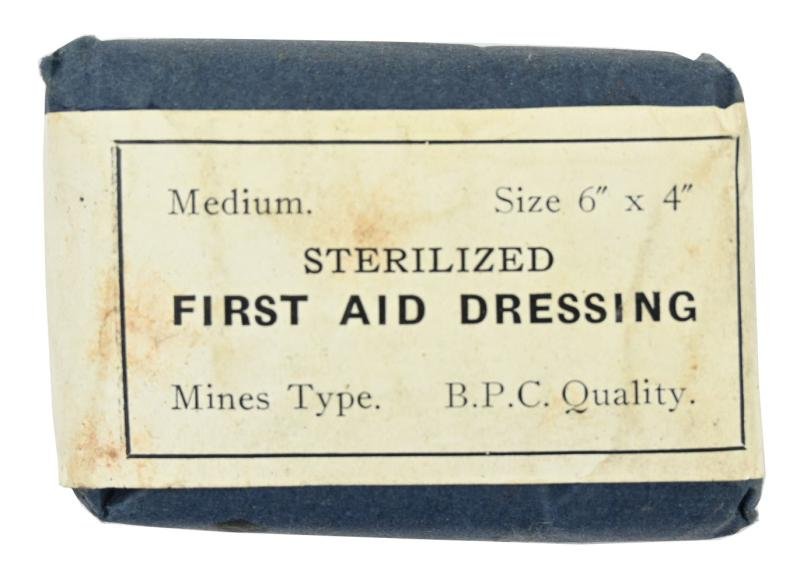 Medium. Size 6" x 4"
STERILIZED
FIRST AID DRESSING
Mines Type. B.P.C. Quality.